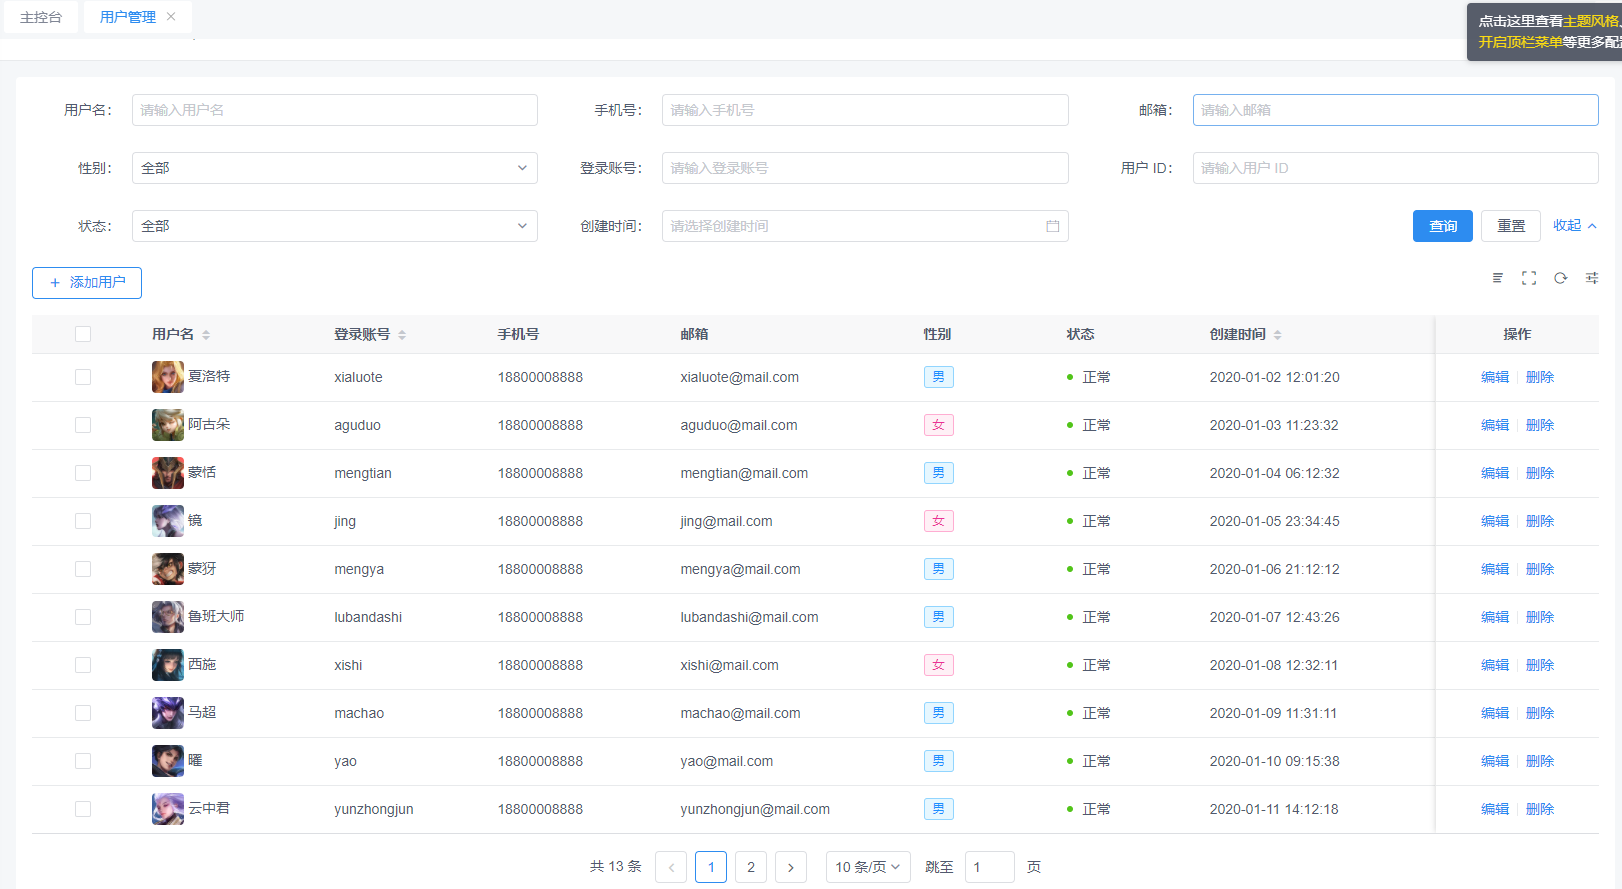 主控台 用户管理
点击这里查看主题风格、
开启顶栏菜单等更多配
用户名： 请输入用户名 手机号： 请输入手机号 邮箱： 请输入邮箱
性别： 全部 登录账号： 请输入登录账号 用户 ID： 请输入用户 ID
状态： 全部 创建时间： 请选择创建时间 查询 重置 收起
+ 添加用户
用户名 登录账号 手机号 邮箱 性别 状态 创建时间 操作
夏洛特 xialuote 18800008888 xialuote@mail.com 男 正常 2020-01-02 12:01:20 编辑 删除
阿古朵 aguduo 18800008888 aguduo@mail.com 女 正常 2020-01-03 11:23:32 编辑 删除
蒙恬 mengtian 18800008888 mengtian@mail.com 男 正常 2020-01-04 06:12:32 编辑 删除
镜 jing 18800008888 jing@mail.com 女 正常 2020-01-05 23:34:45 编辑 删除
蒙犽 mengya 18800008888 mengya@mail.com 男 正常 2020-01-06 21:12:12 编辑 删除
鲁班大师 lubandashi 18800008888 lubandashi@mail.com 男 正常 2020-01-07 12:43:26 编辑 删除
西施 xishi 18800008888 xishi@mail.com 女 正常 2020-01-08 12:32:11 编辑 删除
马超 machao 18800008888 machao@mail.com 男 正常 2020-01-09 11:31:11 编辑 删除
曜 yao 18800008888 yao@mail.com 男 正常 2020-01-10 09:15:38 编辑 删除
云中君 yunzhongjun 18800008888 yunzhongjun@mail.com 男 正常 2020-01-11 14:12:18 编辑 删除
共 13 条 1 2 10 条/页 跳至 1 页